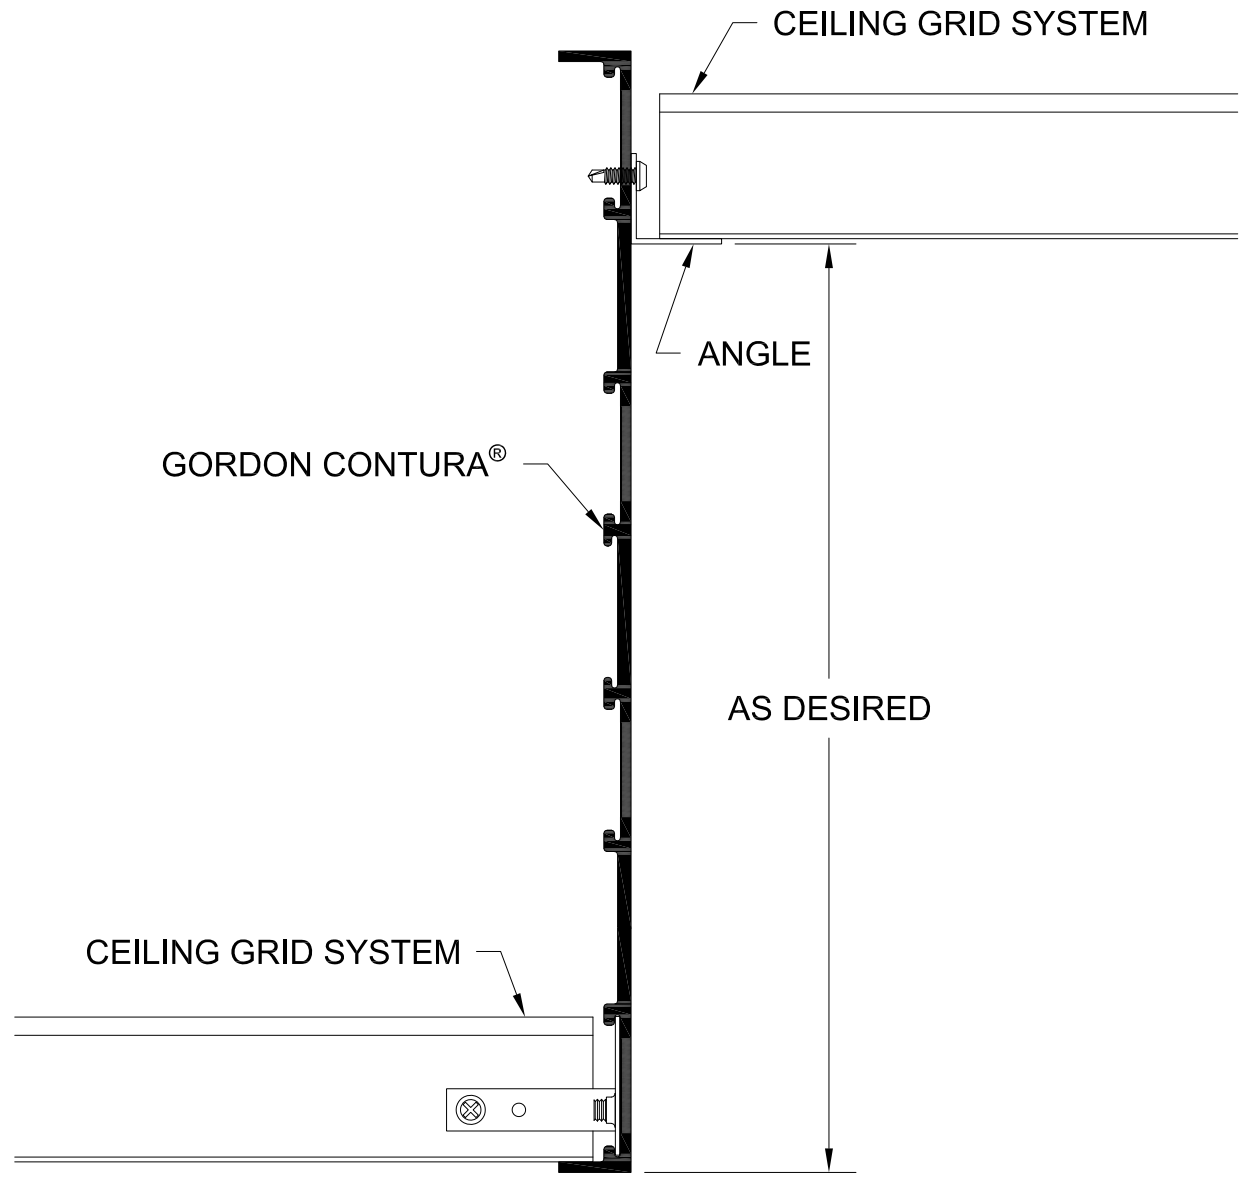 CEILING GRID SYSTEM
ANGLE
GORDON CONTURA®
AS DESIRED
CEILING GRID SYSTEM